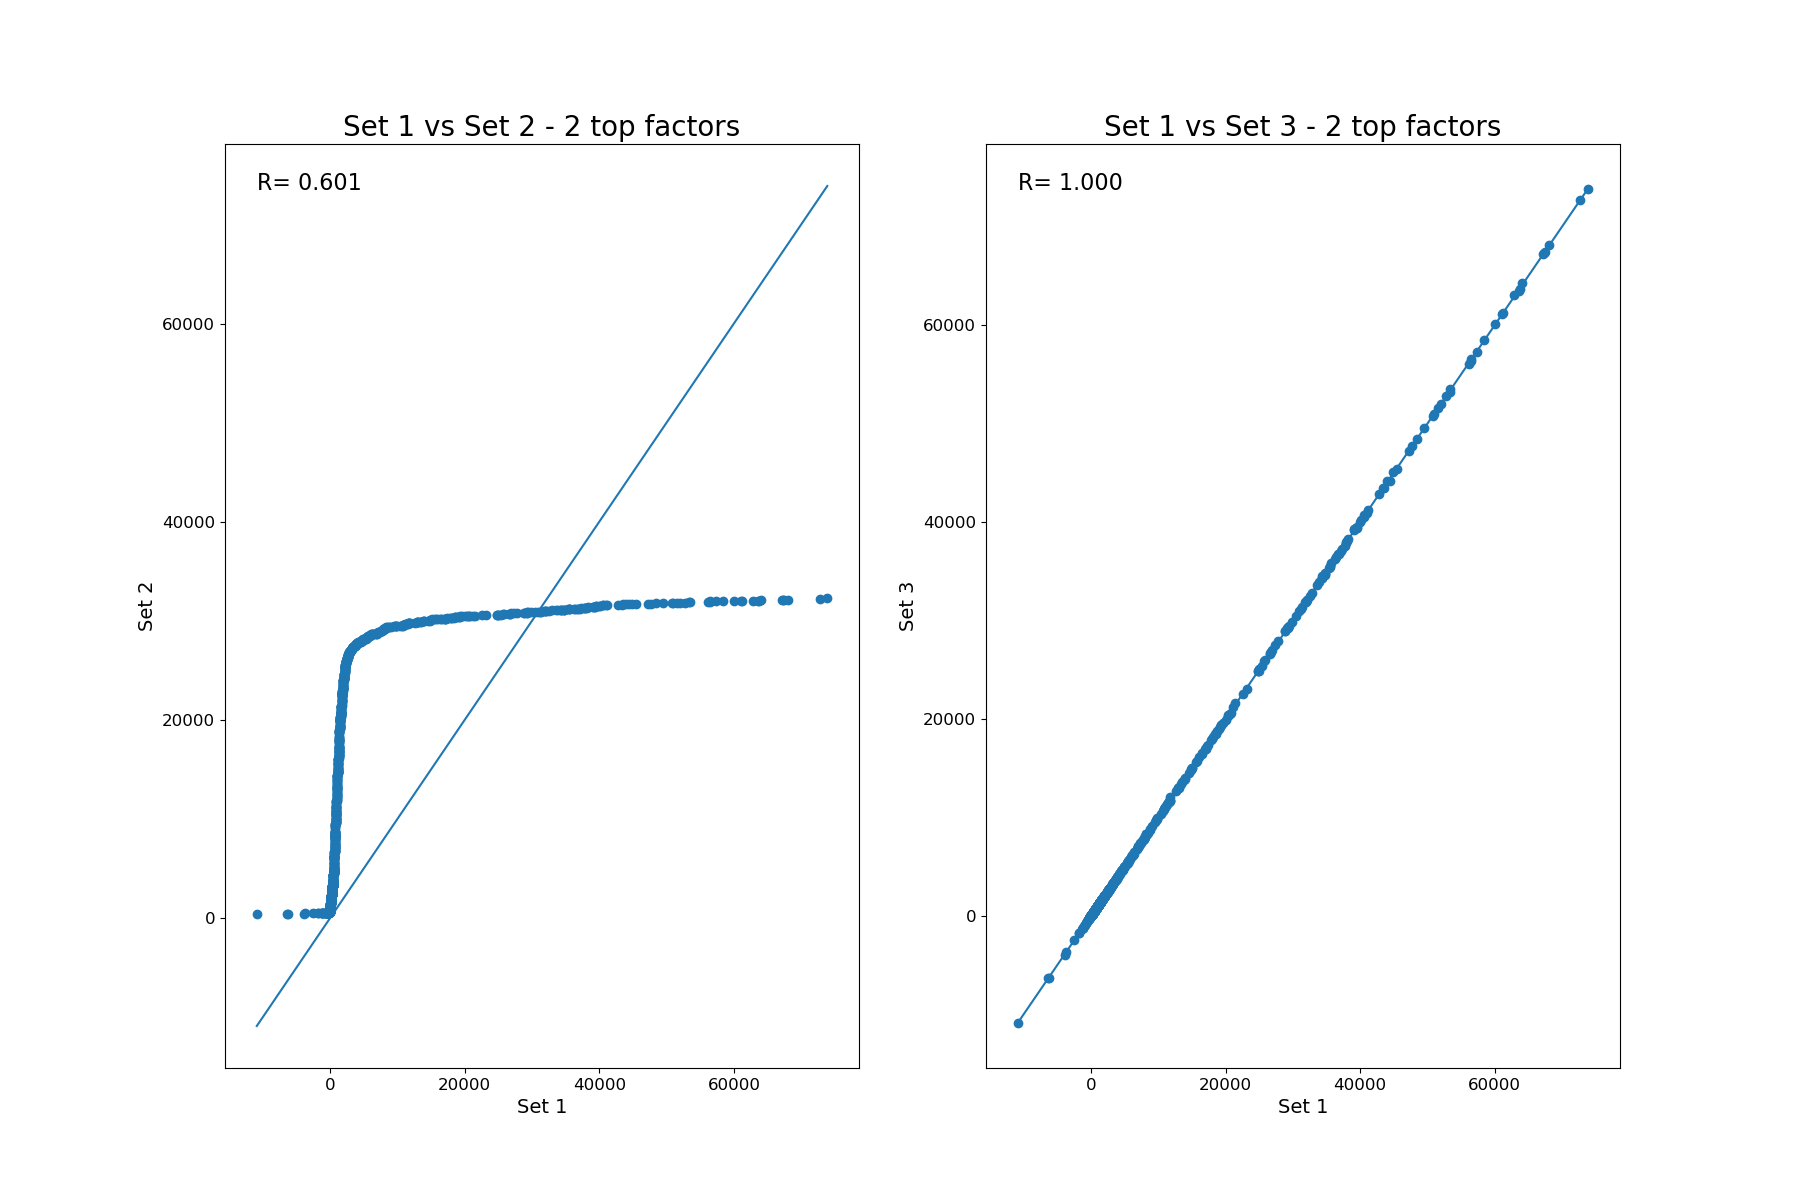 Set 1 vs Set 2 - 2 top factors
R= 0.601
60000
40000
20000
0
Set 2
0 20000 40000 60000
Set 1
Set 1 vs Set 3 - 2 top factors
R= 1.000
60000
40000
20000
0
Set 3
0 20000 40000 60000
Set 1